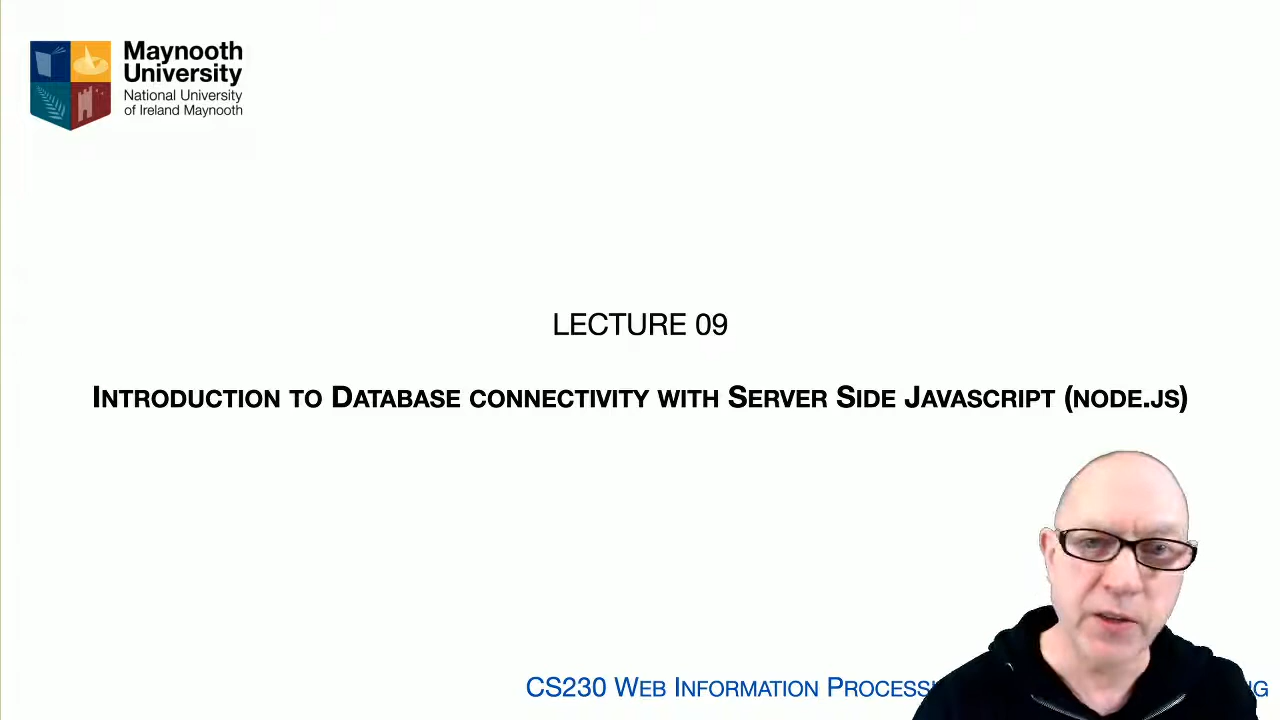 Maynooth
University
National University
of Ireland Maynooth
LECTURE 09
INTRODUCTION TO DATABASE CONNECTIVITY WITH SERVER SIDE JAVASCRIPT (NODE.JS)
CS230 WEB INFORMATION